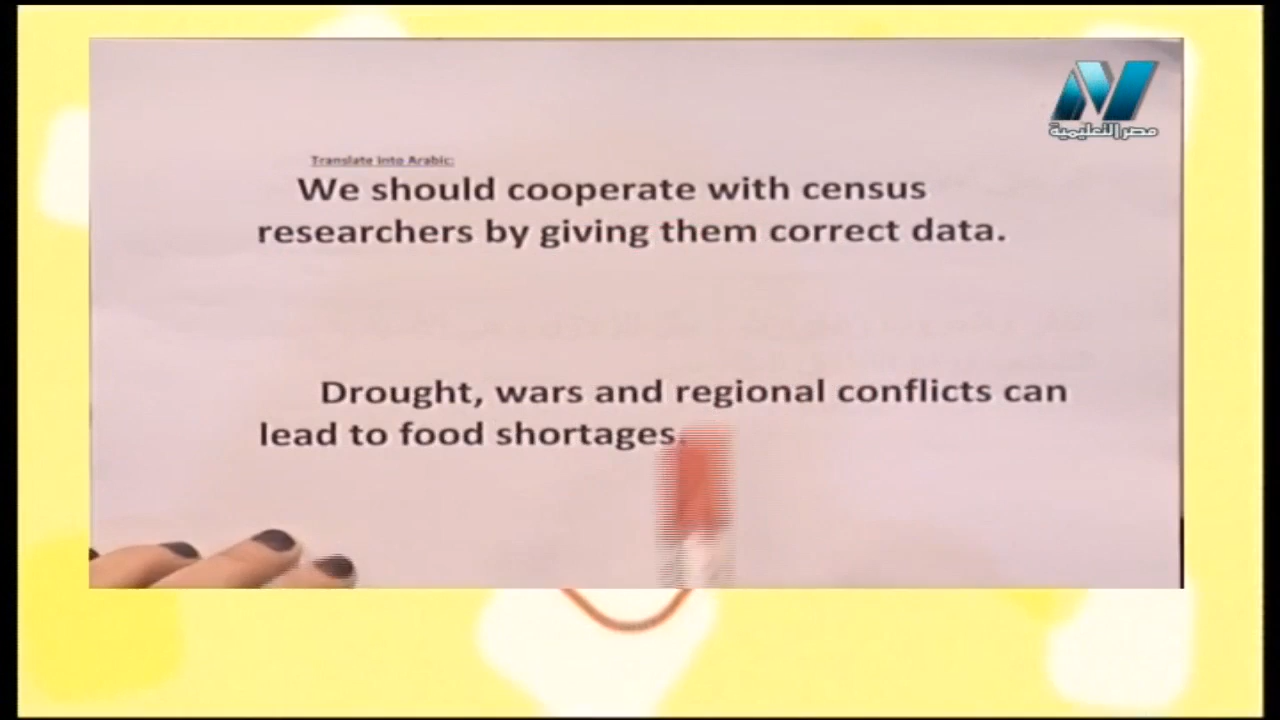 مصر التعليمية
Translate into Arabic:
We should cooperate with census
researchers by giving them correct data.
Drought, wars and regional conflicts can
lead to food shortages.